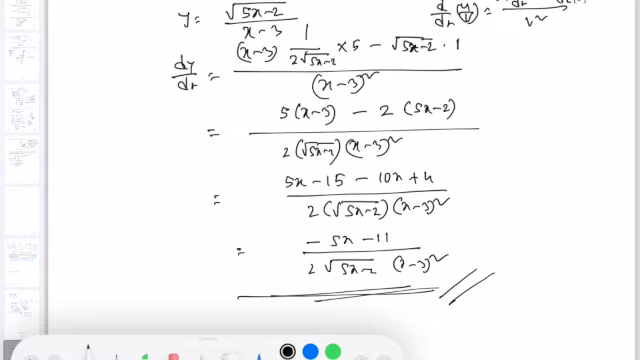 y = √(5x-2) / (x-3)
d/dx (u/v) =
v²
dy/dx = ((x-3) 1/(2√(5x-2)) × 5 - √(5x-2) · 1) / (x-3)²
= (5(x-3) - 2(5x-2)) / (2(√(5x-2))(x-3)²)
= (5x-15 - 10x+4) / (2(√(5x-2))(x-3)²)
= (-5x-11) / (2√(5x-2) (x-3)²)